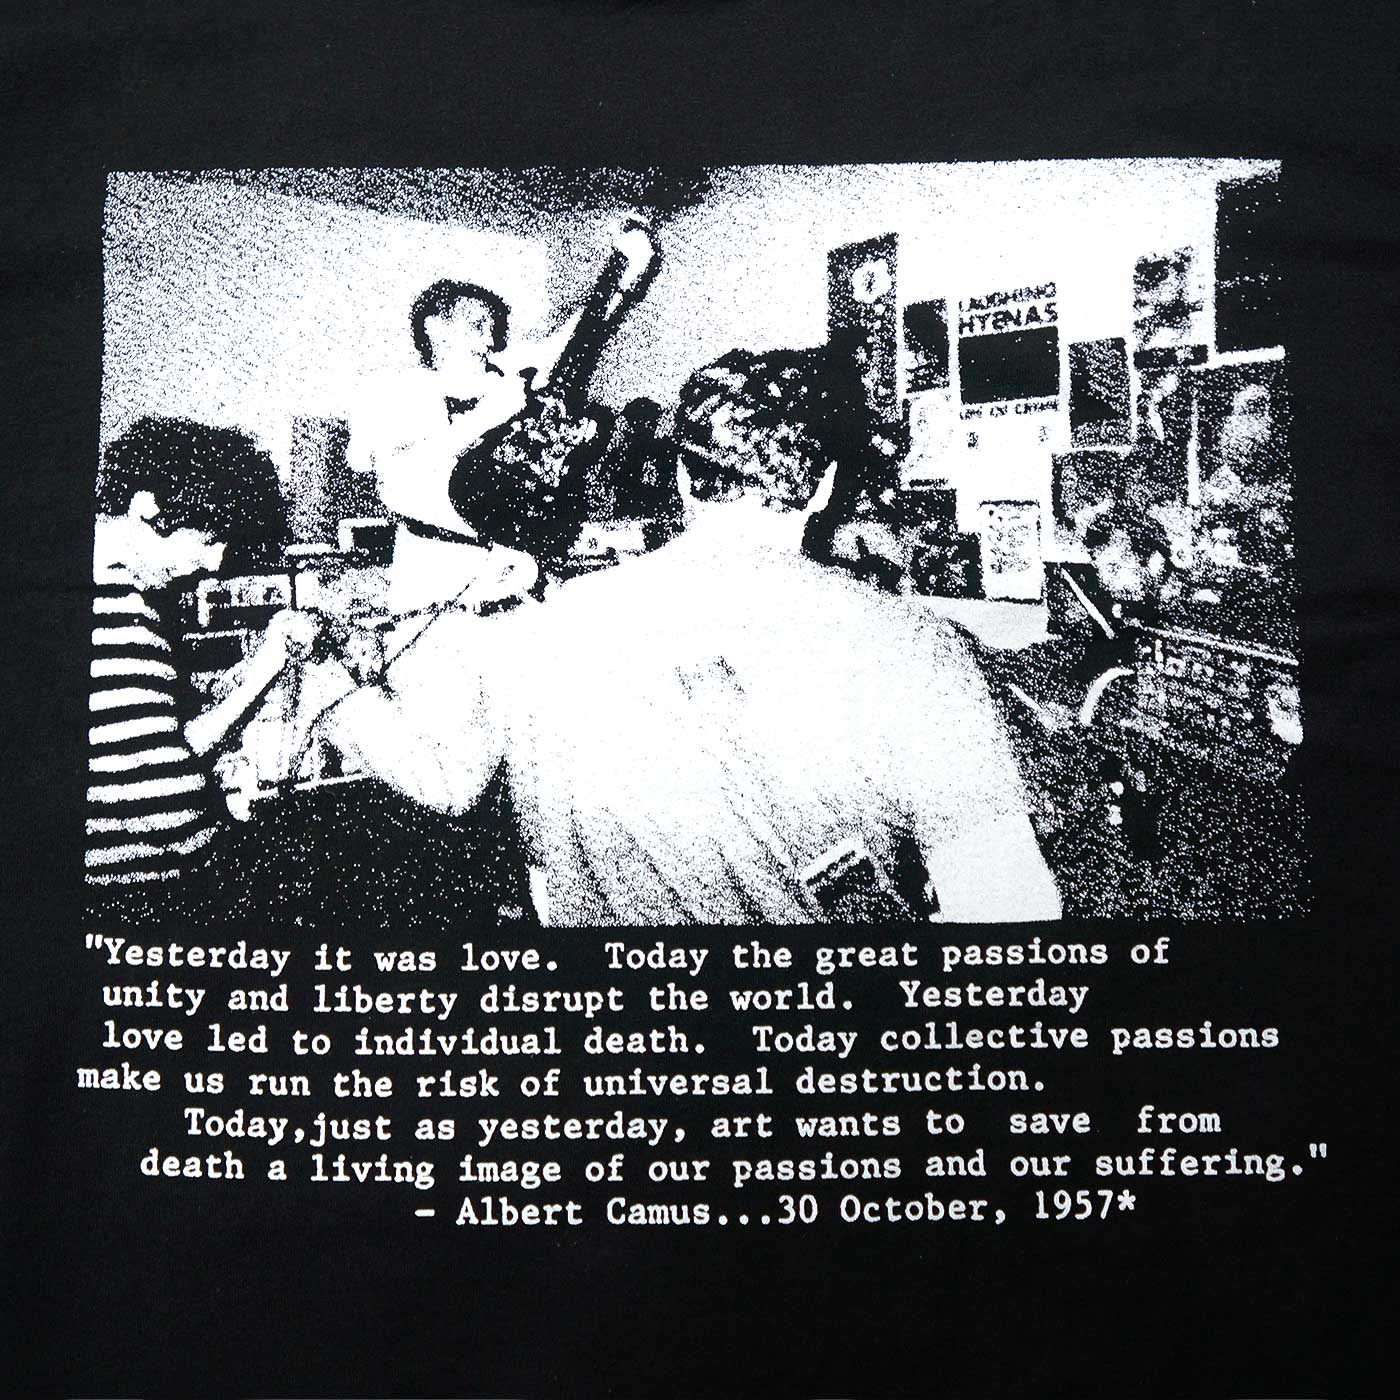 LAUGHING
HYENAS
LIFE OF CRIME
"Yesterday it was love. Today the great passions of
unity and liberty disrupt the world. Yesterday
love led to individual death. Today collective passions
make us run the risk of universal destruction.
Today,just as yesterday, art wants to save from
death a living image of our passions and our suffering."
- Albert Camus...30 October, 1957*